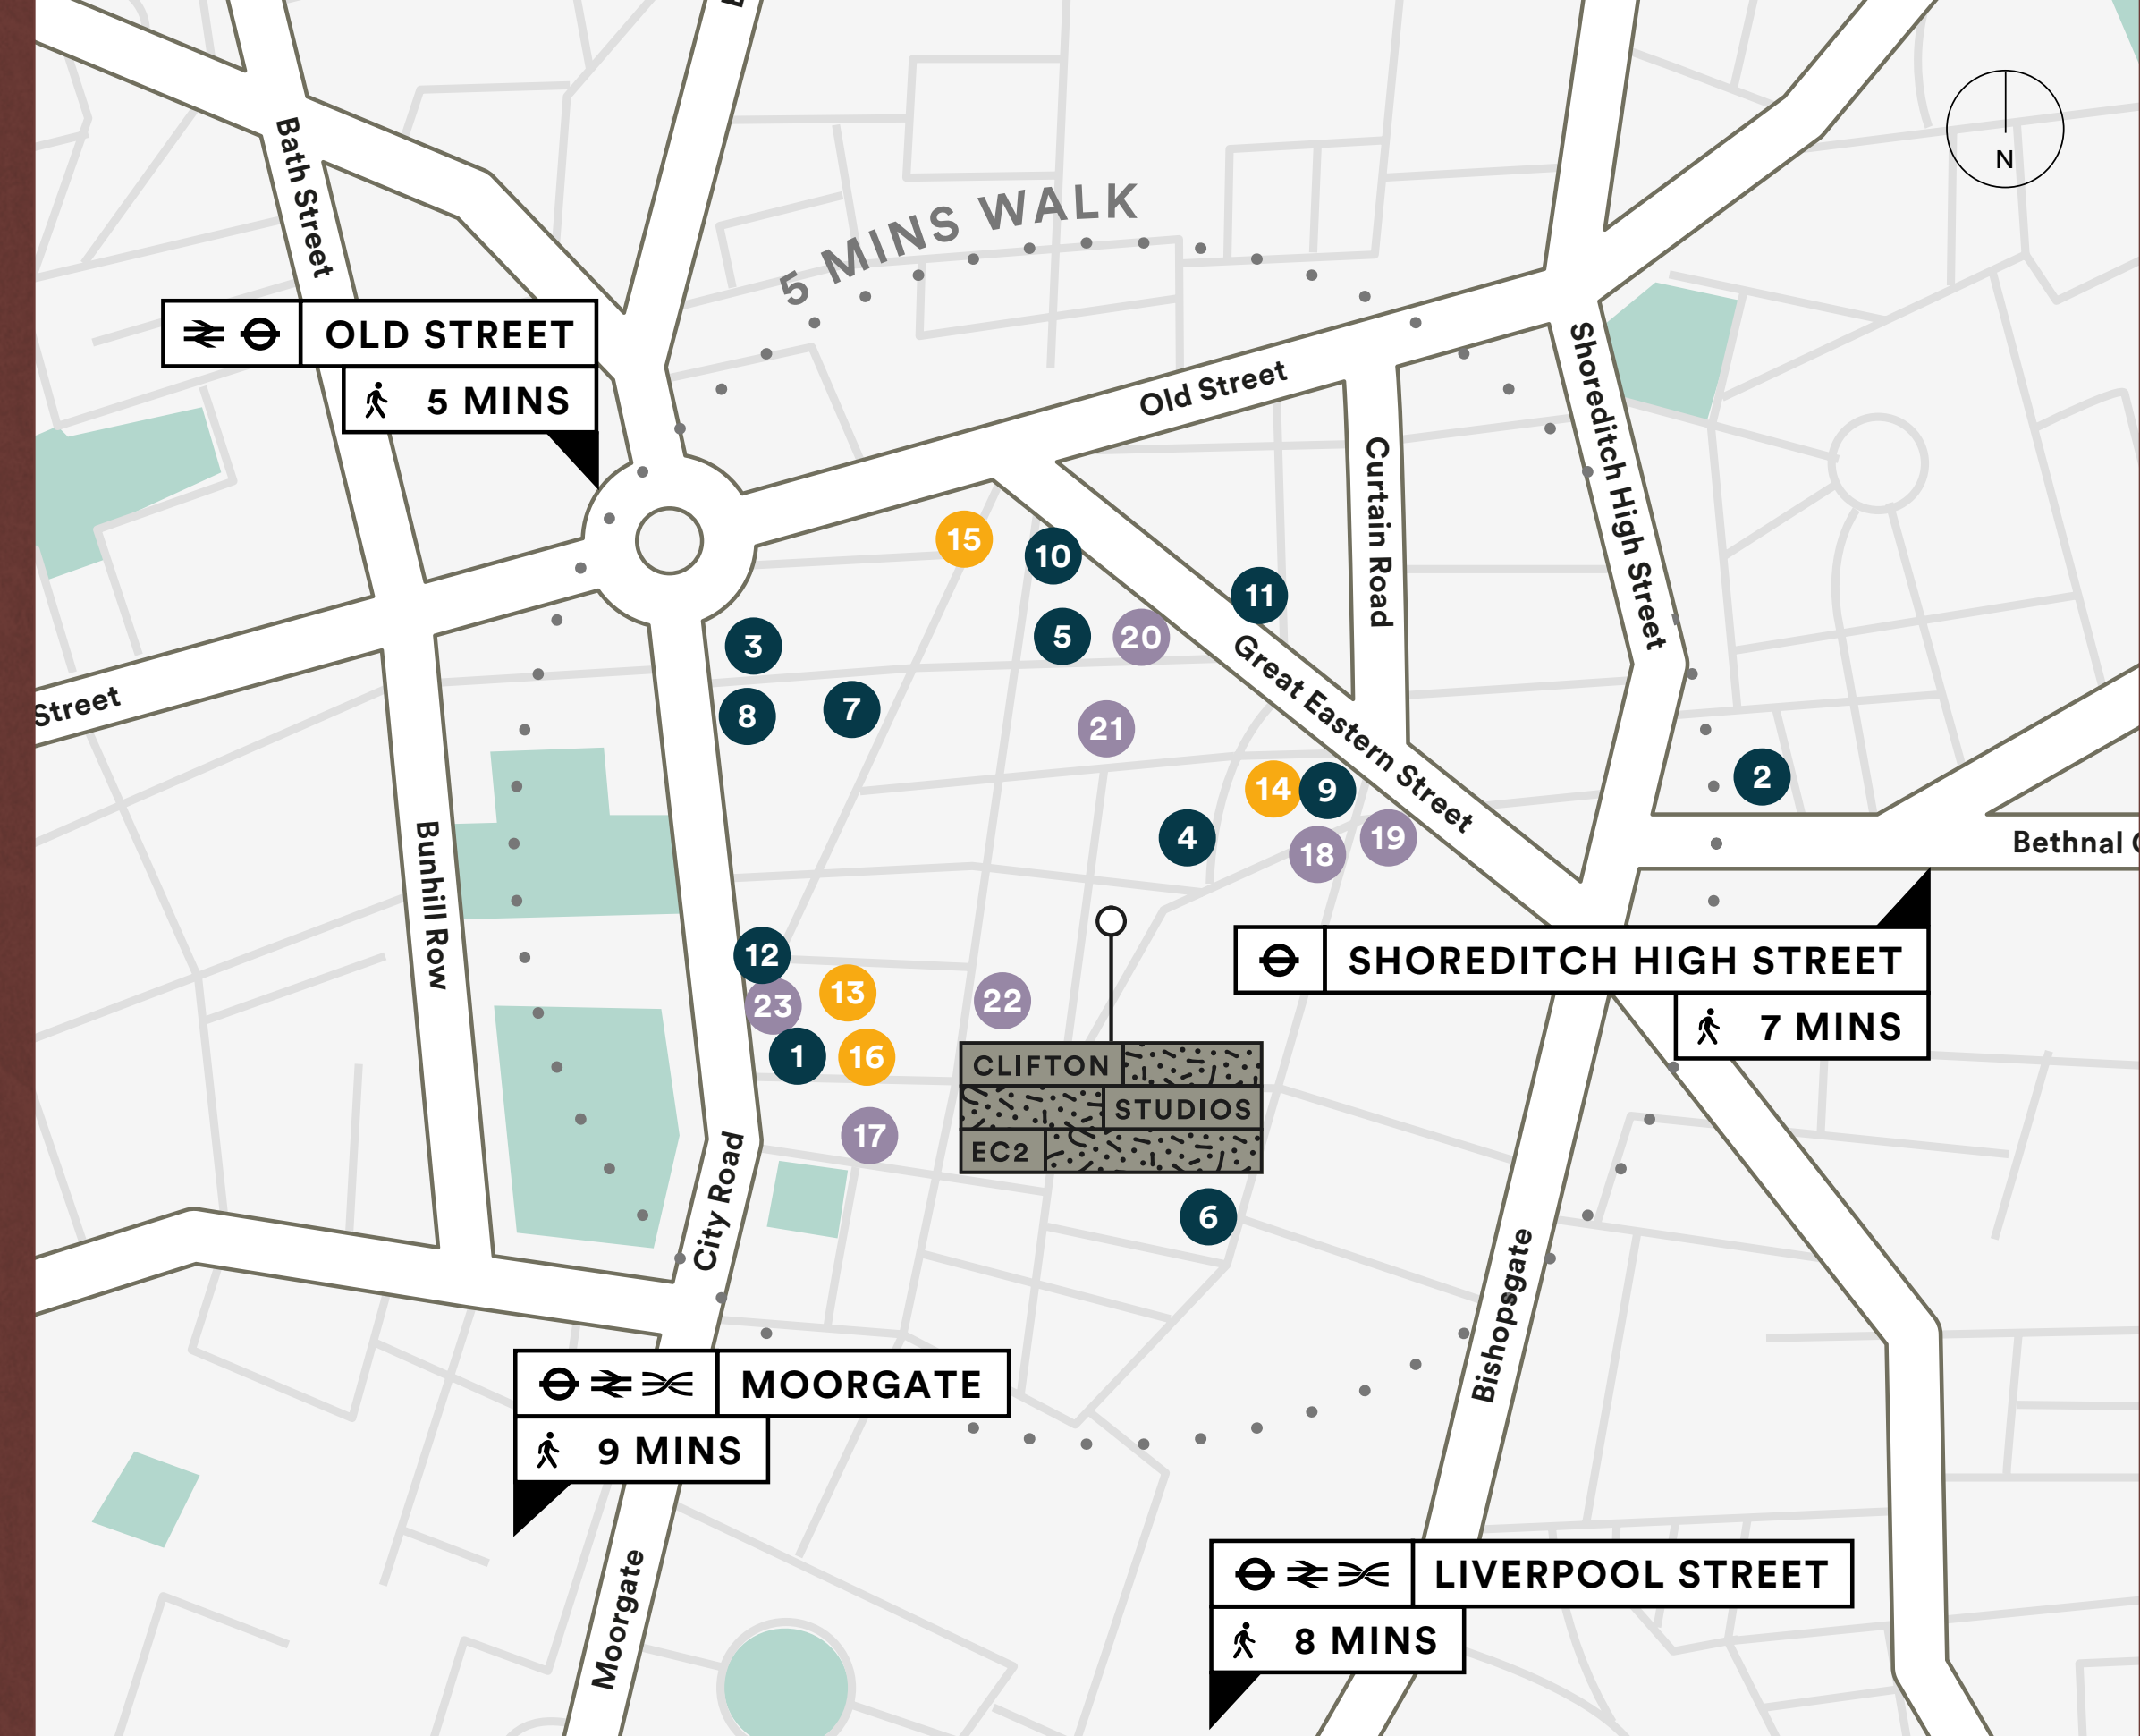 N
Bath Street
5 MINS WALK
OLD STREET
5 MINS
Old Street
Shoreditch High Street
Curtain Road
15
10
11
3
5
20
Great Eastern Street
8
7
21
Street
14
9
2
4
18
19
Bethnal
Bunhill Row
12
13
23
22
SHOREDITCH HIGH STREET
7 MINS
1
16
CLIFTON
STUDIOS
EC2
17
City Road
6
Bishopsgate
MOORGATE
9 MINS
Moorgate
LIVERPOOL STREET
8 MINS